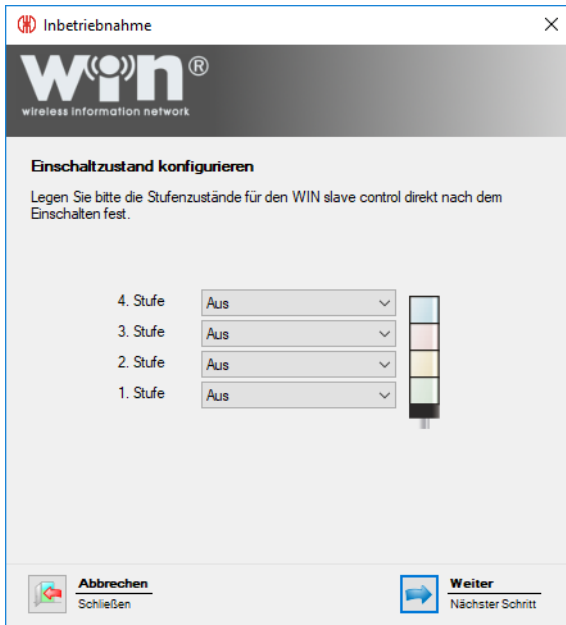 Inbetriebnahme
WIN®
wireless information network
Einschaltzustand konfigurieren
Legen Sie bitte die Stufenzustände für den WIN slave control direkt nach dem
Einschalten fest.
4. Stufe Aus
3. Stufe Aus
2. Stufe Aus
1. Stufe Aus
Abbrechen
Schließen
Weiter
Nächster Schritt